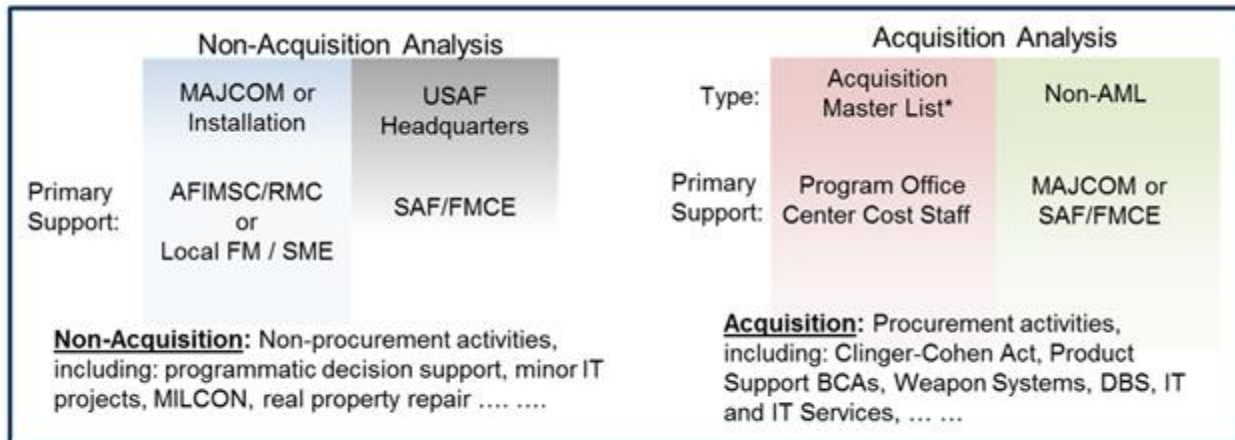 Non-Acquisition Analysis
MAJCOM or
Installation
USAF
Headquarters
Primary
Support:
AFIMSC/RMC
or
Local FM / SME
SAF/FMCE
Non-Acquisition: Non-procurement activities,
including: programmatic decision support, minor IT
projects, MILCON, real property repair .... ....
Acquisition Analysis
Type:
Acquisition
Master List*
Non-AML
Primary
Support:
Program Office
Center Cost Staff
MAJCOM or
SAF/FMCE
Acquisition: Procurement activities,
including: Clinger-Cohen Act, Product
Support BCAs, Weapon Systems, DBS, IT
and IT Services, ... ...